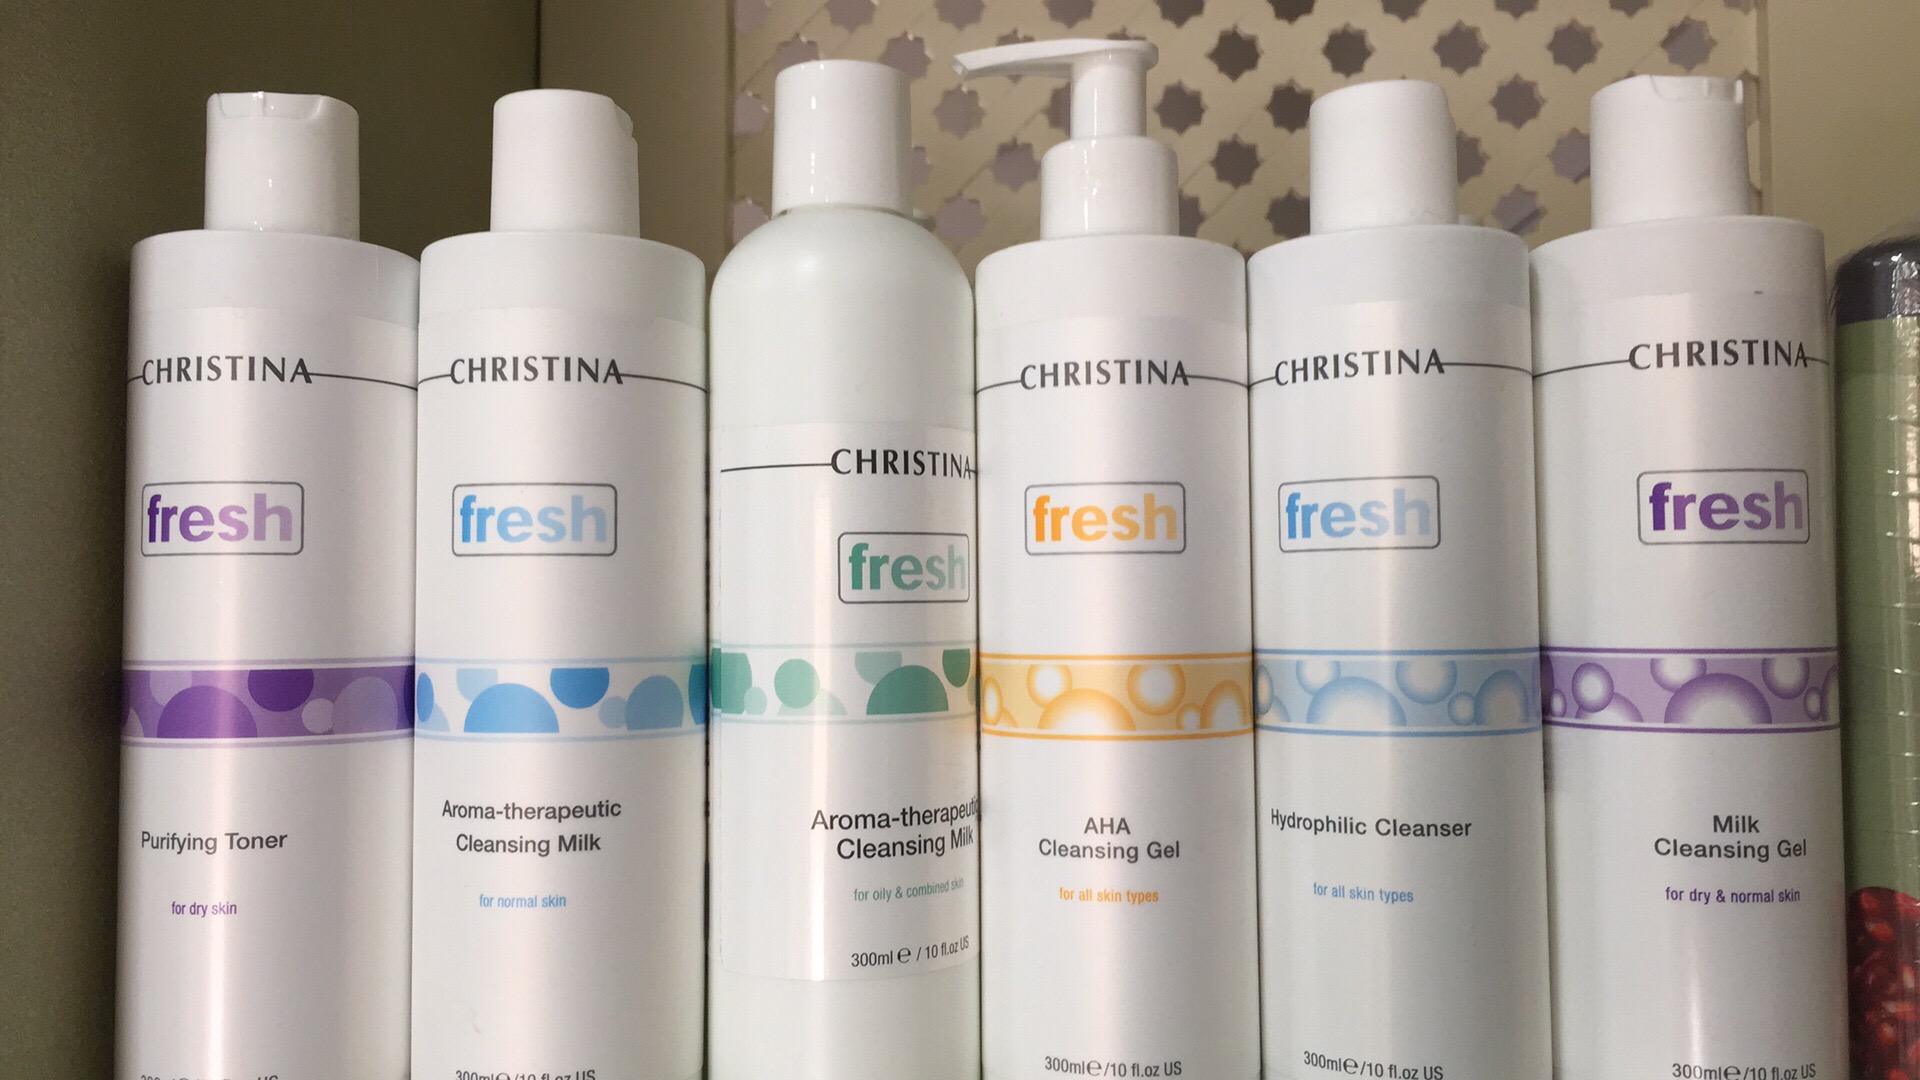 CHRISTINA
fresh
Purifying Toner
for dry skin
CHRISTINA
fresh
Aroma-therapeutic
Cleansing Milk
for normal skin
300ml e/10 fl.oz US
CHRISTINA
fresh
Aroma-therapeutic
Cleansing Milk
for oily & combined skin
300ml e / 10 fl.oz US
CHRISTINA
fresh
AHA
Cleansing Gel
for all skin types
300ml e/10 fl.oz US
CHRISTINA
fresh
Hydrophilic Cleanser
for all skin types
300ml e/10 fl.oz US
CHRISTINA
fresh
Milk
Cleansing Gel
for dry & normal skin
300ml e/10 fl.oz US